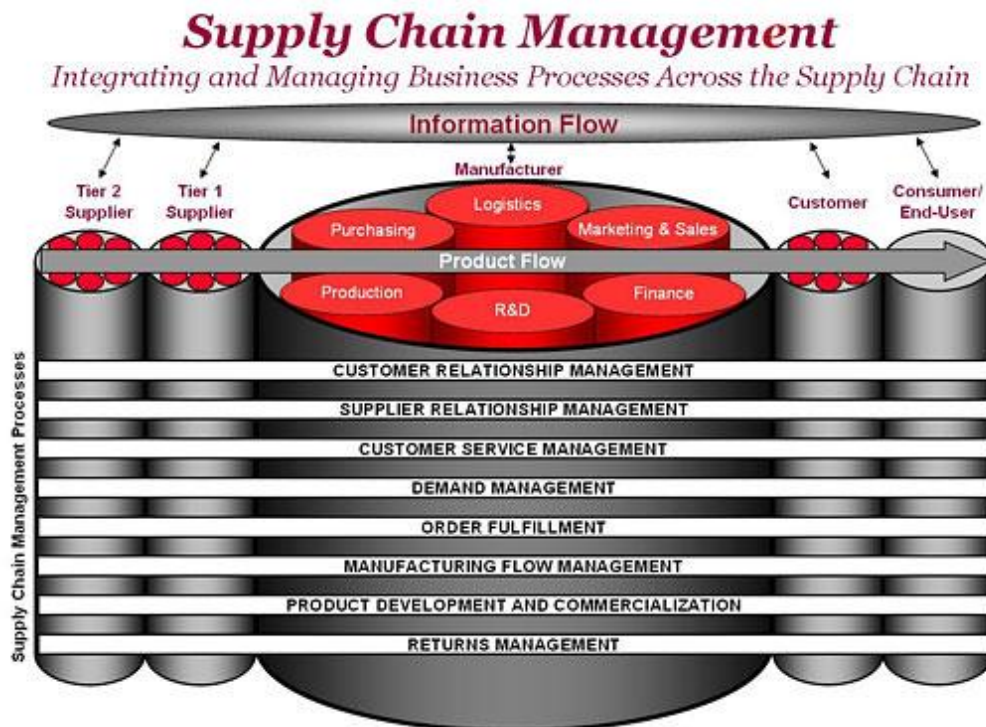 Supply Chain Management
Integrating and Managing Business Processes Across the Supply Chain
Information Flow
Tier 2
Supplier
Tier 1
Supplier
Manufacturer
Customer
Consumer/
End-User
Logistics
Purchasing
Marketing & Sales
Product Flow
Production
R&D
Finance
Supply Chain Management Processes
CUSTOMER RELATIONSHIP MANAGEMENT
SUPPLIER RELATIONSHIP MANAGEMENT
CUSTOMER SERVICE MANAGEMENT
DEMAND MANAGEMENT
ORDER FULFILLMENT
MANUFACTURING FLOW MANAGEMENT
PRODUCT DEVELOPMENT AND COMMERCIALIZATION
RETURNS MANAGEMENT